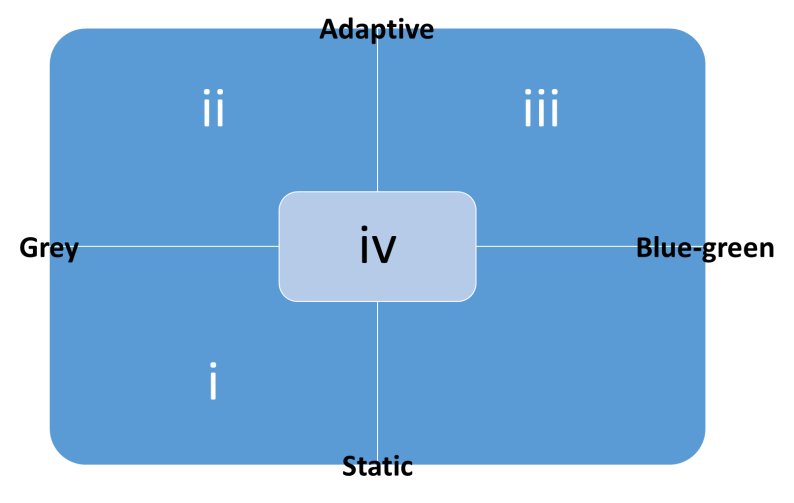 Adaptive
ii
iii
Grey
iv
Blue-green
i
Static